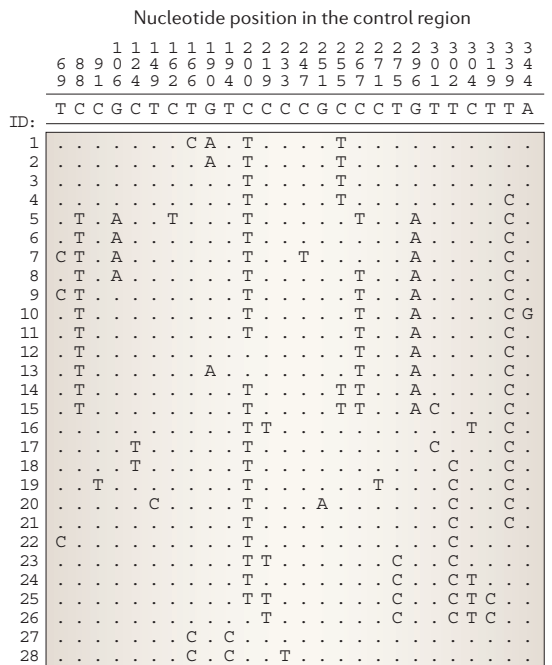 Nucleotide position in the control region
1 1 1 1 1 1 1 2 2 2 2 2 2 2 2 2 2 3 3 3 3 3 3
6 8 9 0 2 4 6 6 9 9 0 1 3 4 5 5 6 7 7 9 0 0 0 1 3 4
9 8 1 6 4 9 2 6 0 4 0 9 3 7 1 5 7 1 5 6 1 2 4 9 9 4
T C C G C T C T G T C C C C G C C C T G T T C T T A
ID:
1 . . . . . . . C A . T . . . . T . . . . . . . . . .
2 . . . . . . . . A . T . . . . T . . . . . . . . . .
3 . . . . . . . . . . T . . . . T . . . . . . . . . .
4 . . . . . . . . . . T . . . . T . . . . . . . . C .
5 . T . A . . T . . . T . . . . . T . . A . . . . C .
6 . T . A . . . . . . T . . . . . . . . A . . . . C .
7 C T . A . . . . . . T . . T . . . . . A . . . . C .
8 . T . A . . . . . . T . . . . . T . . A . . . . C .
9 C T . . . . . . . . T . . . . . T . . A . . . . C .
10 . T . . . . . . . . T . . . . . T . . A . . . . C G
11 . T . . . . . . . . T . . . . . T . . A . . . . C .
12 . T . . . . . . . . . . . . . . T . . A . . . . C .
13 . T . . . . . . A . . . . . . . T . . A . . . . C .
14 . T . . . . . . . . T . . . . T T . . A . . . . C .
15 . T . . . . . . . . T . . . . T T . . A C . . . C .
16 . . . . . . . . . . T T . . . . . . . . . . T . C .
17 . . . . T . . . . . T . . . . . . . . . C . . . C .
18 . . . . T . . . . . T . . . . . . . . . . C . . C .
19 . . T . . . . . . . T . . . . . . T . . . C . . C .
20 . . . . . C . . . . T . . . A . . . . . . C . . C .
21 . . . . . . . . . . T . . . . . . . . . . C . . C .
22 C . . . . . . . . . T . . . . . . . . . . C . . . .
23 . . . . . . . . . . T T . . . . . . C . . C . . . .
24 . . . . . . . . . . T . . . . . . . C . . C T . . .
25 . . . . . . . . . . T T . . . . . . C . . C T C . .
26 . . . . . . . . . . . T . . . . . . C . . C T C . .
27 . . . . . . . C . C . . . . . . . . . . . . . . . .
28 . . . . . . . C . C . . T . . . . . . . . . . . . .